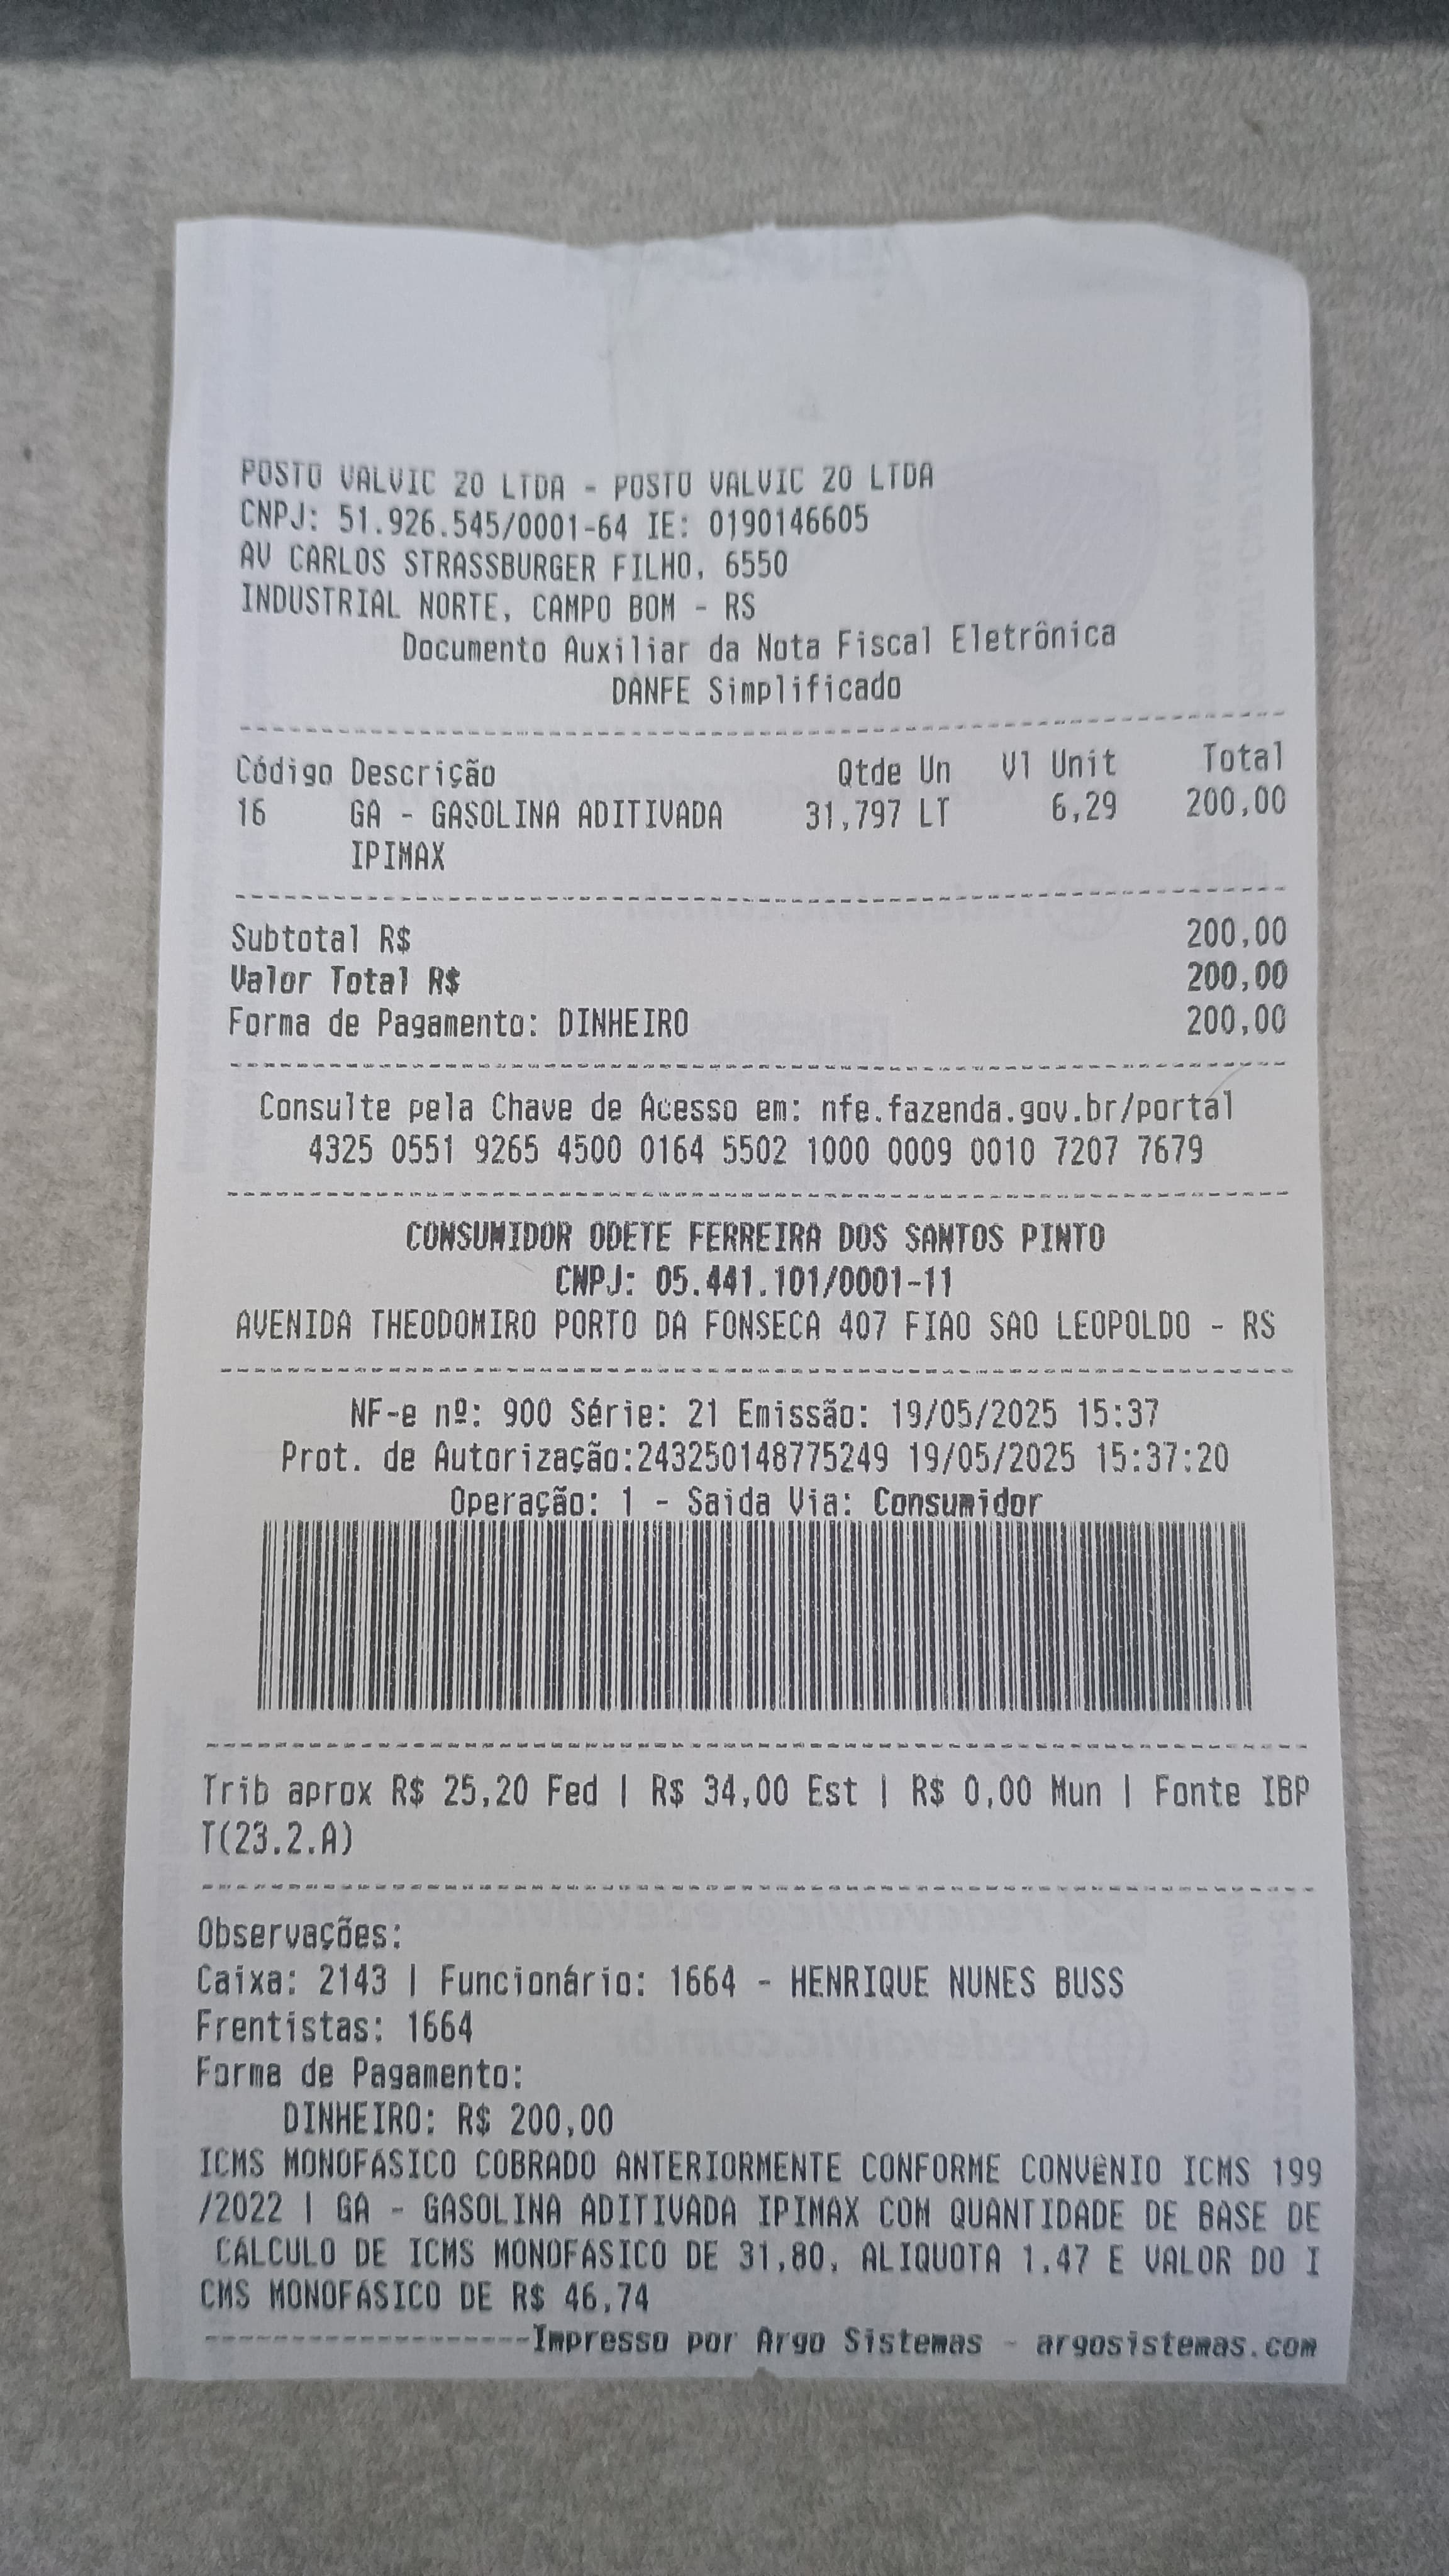 POSTO VALVIC 20 LTDA - POSTO VALVIC 20 LTDA
CNPJ: 51.926.545/0001-64 IE: 0190146605
AV CARLOS STRASSBURGER FILHO, 6550
INDUSTRIAL NORTE, CAMPO BOM - RS
Documento Auxiliar da Nota Fiscal Eletrônica
DANFE Simplificado
Código Descrição Qtde Un Vl Unit Total
16 GA - GASOLINA ADITIVADA 31,797 LT 6,29 200,00
IPIMAX
Subtotal R$ 200,00
Valor Total R$ 200,00
Forma de Pagamento: DINHEIRO 200,00
Consulte pela Chave de Acesso em: nfe.fazenda.gov.br/portal
4325 0551 9265 4500 0164 5502 1000 0009 0010 7207 7679
CONSUMIDOR ODETE FERREIRA DOS SANTOS PINTO
CNPJ: 05.441.101/0001-11
AVENIDA THEODOMIRO PORTO DA FONSECA 407 FIAO SAO LEOPOLDO - RS
NF-e nº: 900 Série: 21 Emissão: 19/05/2025 15:37
Prot. de Autorização:243250148775249 19/05/2025 15:37:20
Operação: 1 - Saida Via: Consumidor
Trib aprox R$ 25,20 Fed | R$ 34,00 Est | R$ 0,00 Mun | Fonte IBP
T(23.2.A)
Observações:
Caixa: 2143 | Funcionário: 1664 - HENRIQUE NUNES BUSS
Frentistas: 1664
Forma de Pagamento:
DINHEIRO: R$ 200,00
ICMS MONOFÁSICO COBRADO ANTERIORMENTE CONFORME CONVÊNIO ICMS 199
/2022 | GA - GASOLINA ADITIVADA IPIMAX COM QUANTIDADE DE BASE DE
CÁLCULO DE ICMS MONOFÁSICO DE 31,80, ALIQUOTA 1,47 E VALOR DO I
CMS MONOFÁSICO DE R$ 46,74
-------------------Impresso por Argo Sistemas - argosistemas.com